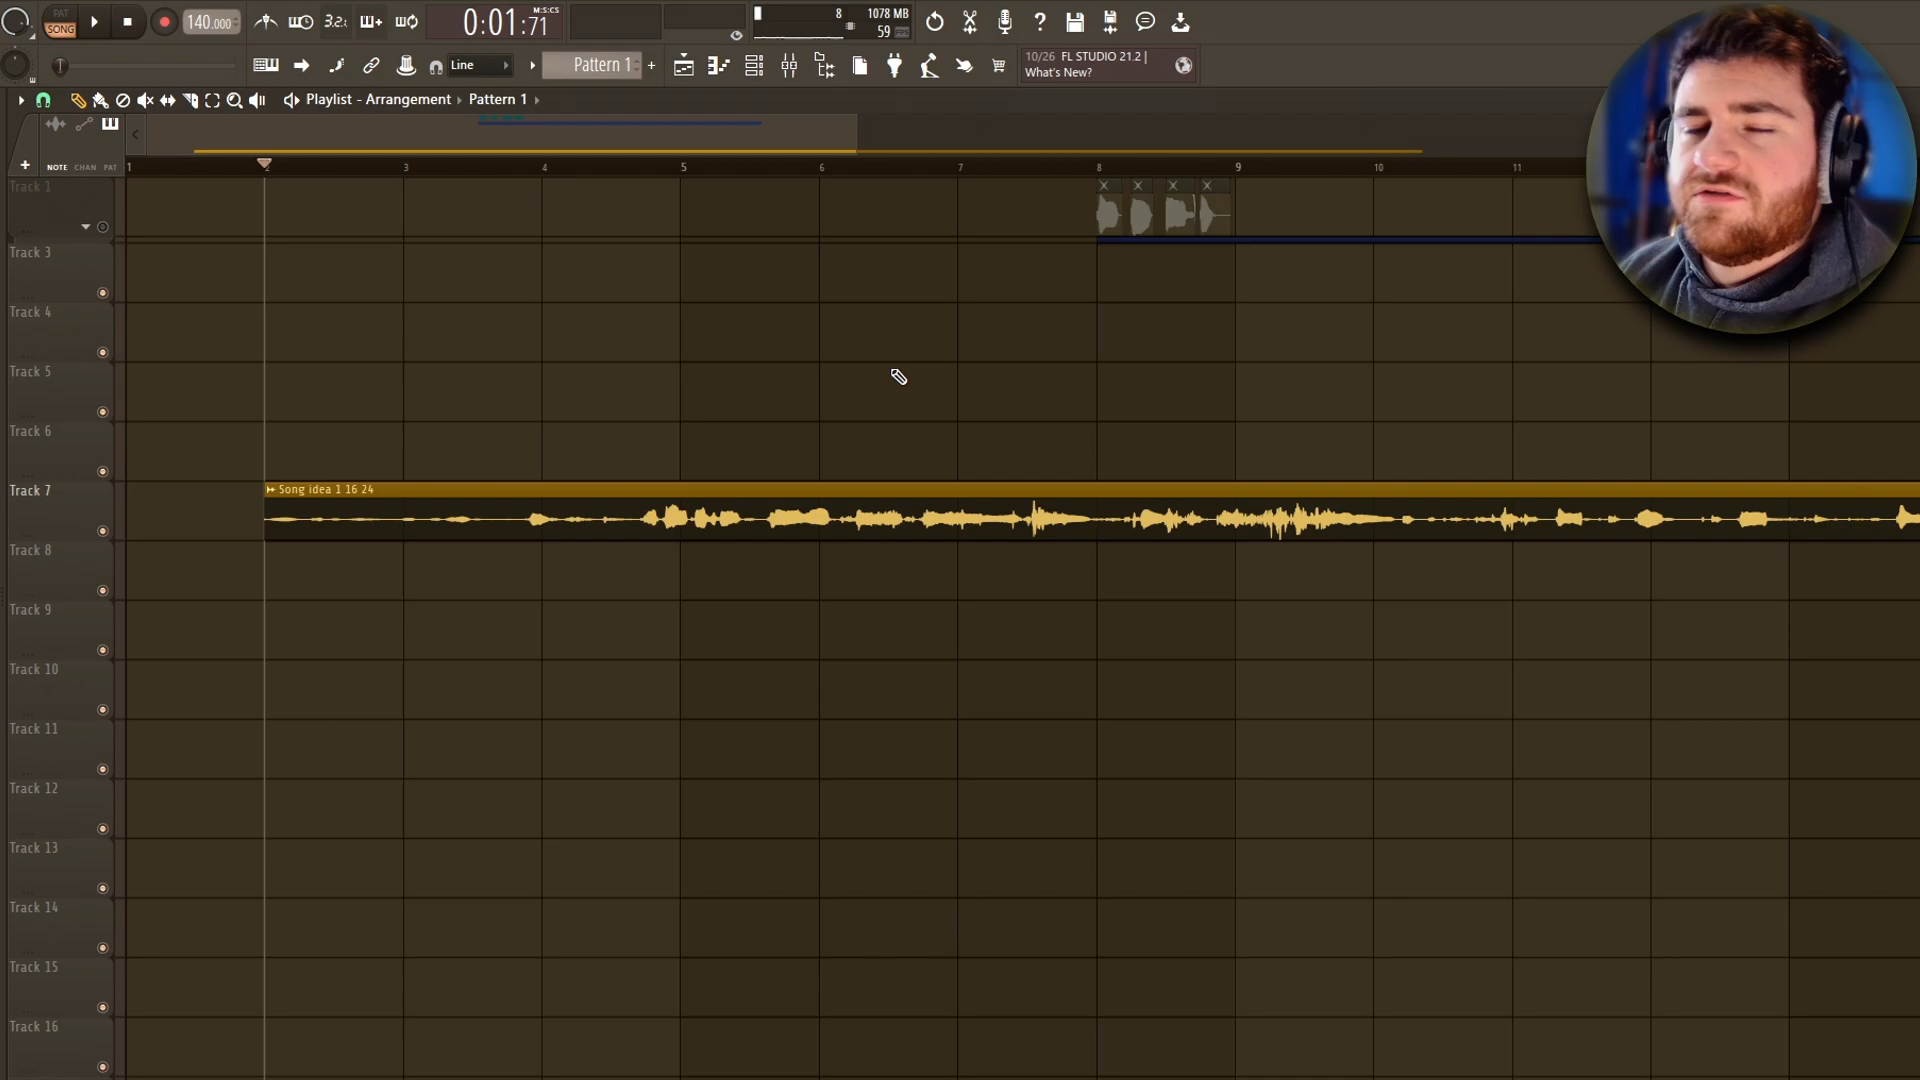 PAT
SONG
140.000
3.2.
0:01:71
M:S:CS
8
1078 MB
59
Line
Pattern 1
10/26 FL STUDIO 21.2 |
What's New?
Playlist - Arrangement › Pattern 1 ›
NOTE CHAN PAT
1 2 3 4 5 6 7 8 9 10 11
Track 1
Track 3
Track 4
Track 5
Track 6
Track 7
Song idea 1 16 24
Track 8
Track 9
Track 10
Track 11
Track 12
Track 13
Track 14
Track 15
Track 16